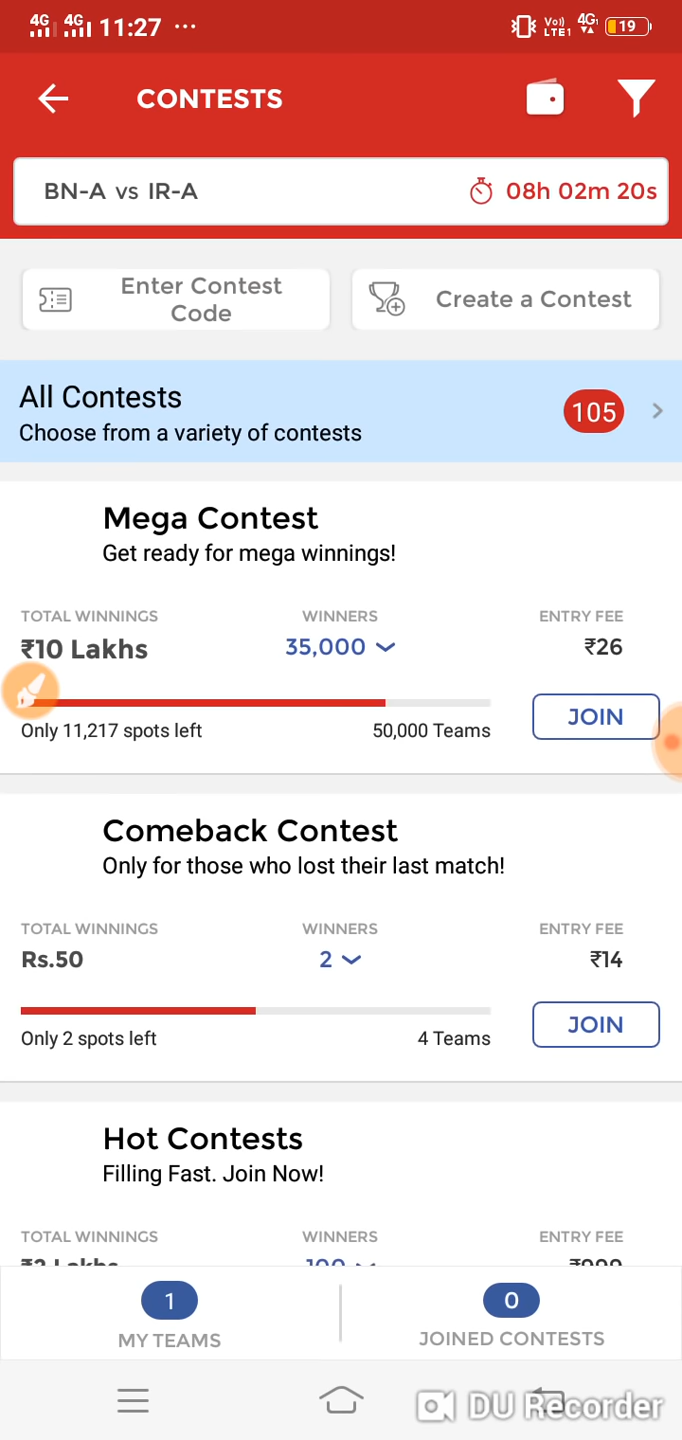 4G 4G 11:27 ... Vo)) LTE1 4G 19
CONTESTS
BN-A vs IR-A 08h 02m 20s
Enter Contest Code
Create a Contest
All Contests
Choose from a variety of contests
105
Mega Contest
Get ready for mega winnings!
TOTAL WINNINGS WINNERS ENTRY FEE
₹10 Lakhs 35,000 ₹26
Only 11,217 spots left 50,000 Teams JOIN
Comeback Contest
Only for those who lost their last match!
TOTAL WINNINGS WINNERS ENTRY FEE
Rs.50 2 ₹14
Only 2 spots left 4 Teams JOIN
Hot Contests
Filling Fast. Join Now!
TOTAL WINNINGS WINNERS ENTRY FEE
1 0
MY TEAMS JOINED CONTESTS
DU Recorder